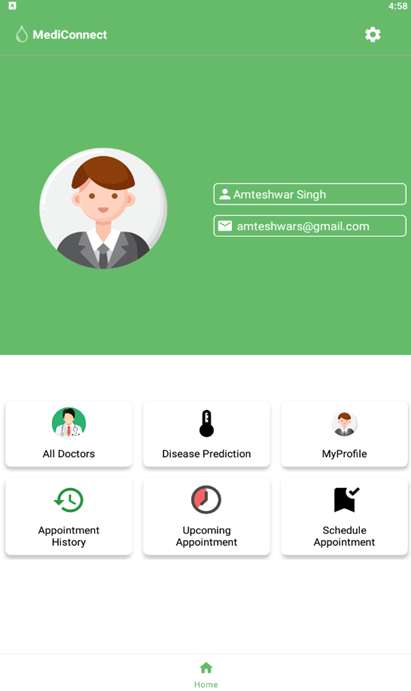 A
4:58
MediConnect
Amteshwar Singh
amteshwars@gmail.com
All Doctors
Disease Prediction
MyProfile
Appointment
History
Upcoming
Appointment
Schedule
Appointment
Home